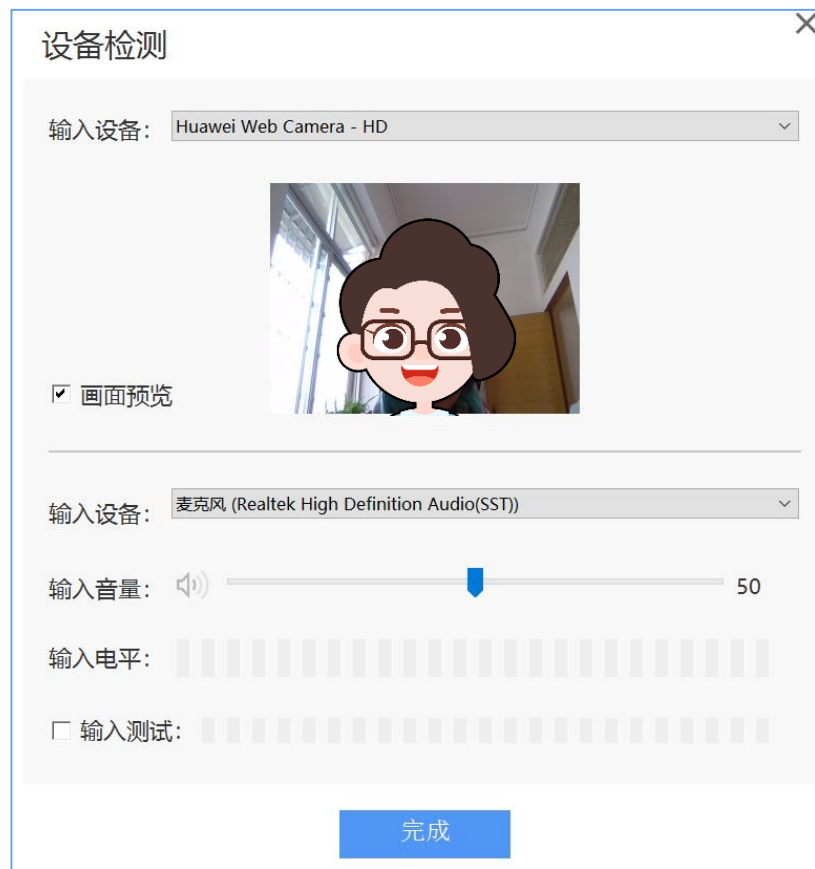 设备检测
输入设备： Huawei Web Camera - HD
画面预览
输入设备： 麦克风 (Realtek High Definition Audio(SST))
输入音量： 50
输入电平：
输入测试：
完成